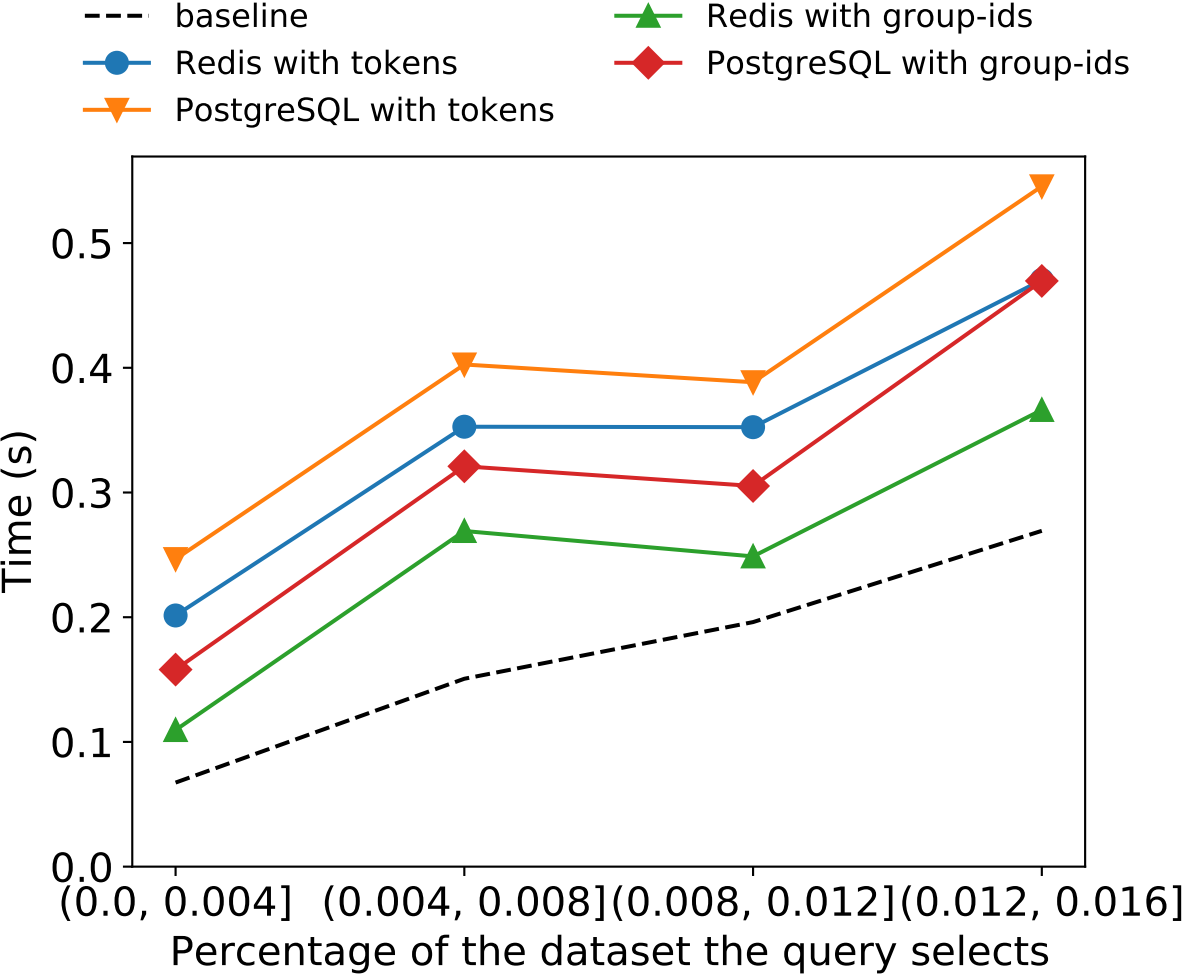 baseline
Redis with tokens
PostgreSQL with tokens
Redis with group-ids
PostgreSQL with group-ids
Time (s)
0.5
0.4
0.3
0.2
0.1
0.0
(0.0, 0.004] (0.004, 0.008] (0.008, 0.012] (0.012, 0.016]
Percentage of the dataset the query selects